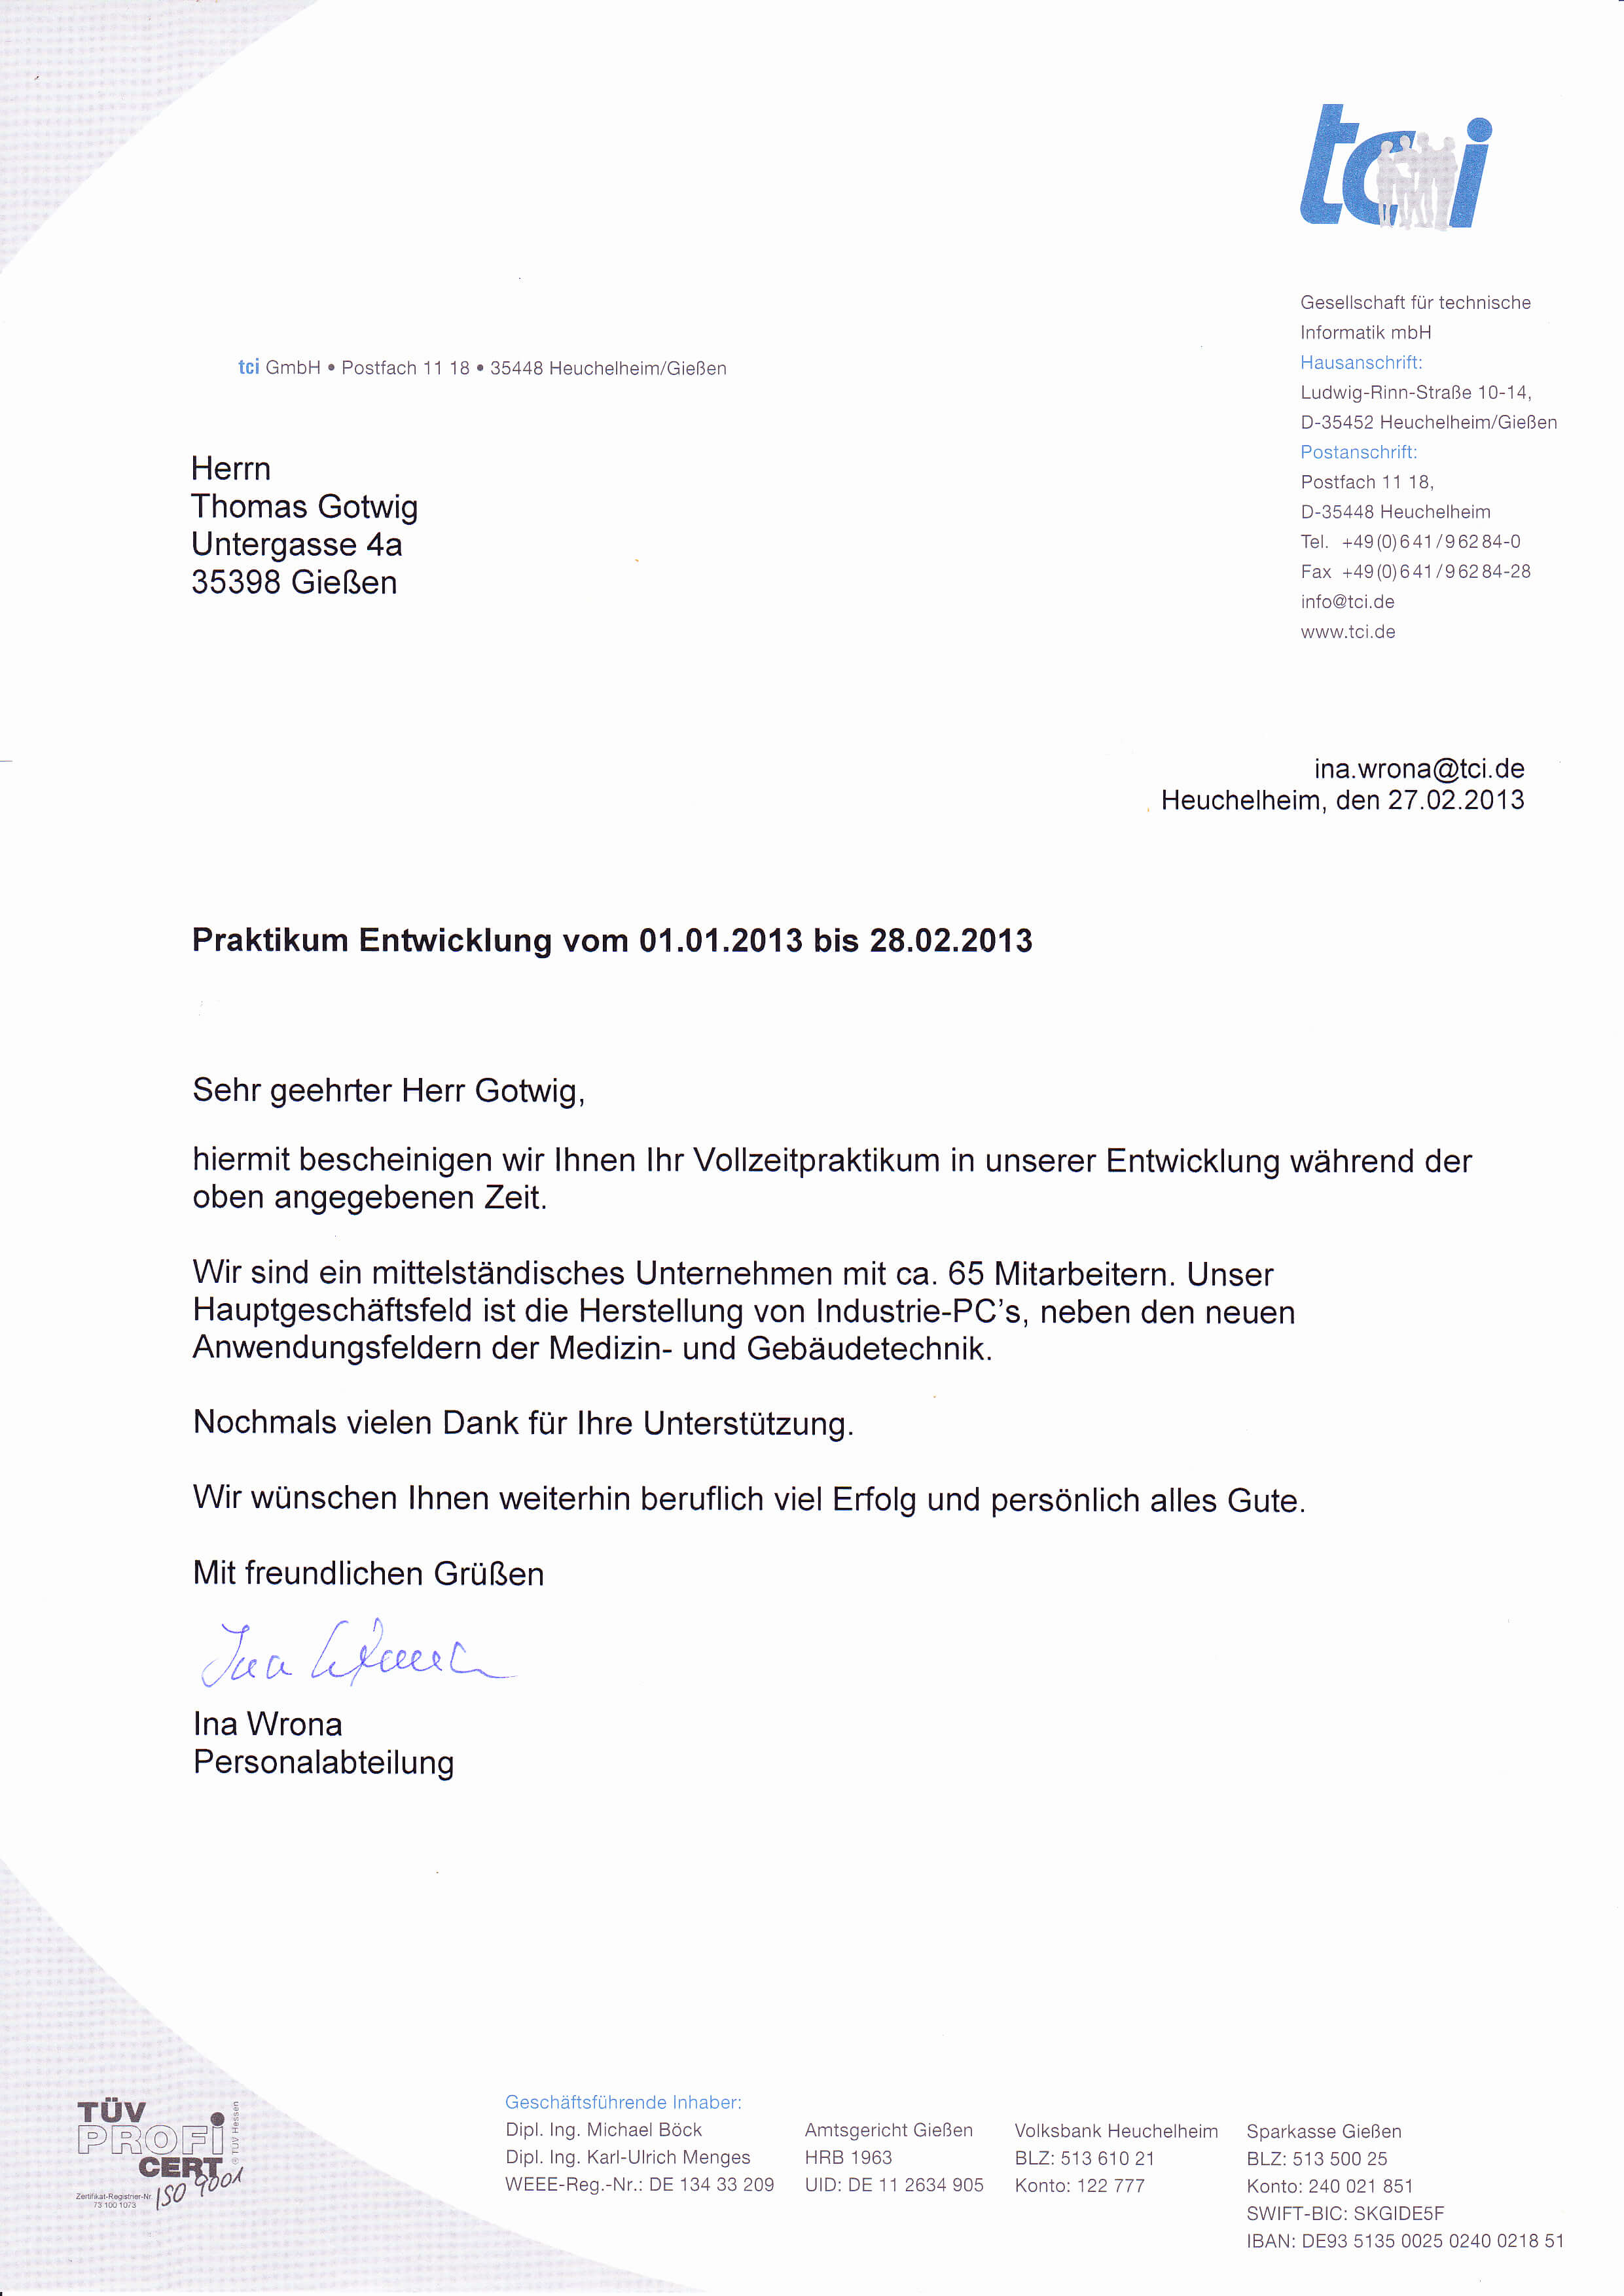 tci
Gesellschaft für technische
Informatik mbH
Hausanschrift:
Ludwig-Rinn-Straße 10-14,
D-35452 Heuchelheim/Gießen
Postanschrift:
Postfach 11 18,
D-35448 Heuchelheim
Tel. +49(0)641/96284-0
Fax +49(0)641/96284-28
info@tci.de
www.tci.de
tci GmbH • Postfach 11 18 • 35448 Heuchelheim/Gießen
Herrn
Thomas Gotwig
Untergasse 4a
35398 Gießen
ina.wrona@tci.de
Heuchelheim, den 27.02.2013
Praktikum Entwicklung vom 01.01.2013 bis 28.02.2013
Sehr geehrter Herr Gotwig,
hiermit bescheinigen wir Ihnen Ihr Vollzeitpraktikum in unserer Entwicklung während der
oben angegebenen Zeit.
Wir sind ein mittelständisches Unternehmen mit ca. 65 Mitarbeitern. Unser
Hauptgeschäftsfeld ist die Herstellung von Industrie-PC's, neben den neuen
Anwendungsfeldern der Medizin- und Gebäudetechnik.
Nochmals vielen Dank für Ihre Unterstützung.
Wir wünschen Ihnen weiterhin beruflich viel Erfolg und persönlich alles Gute.
Mit freundlichen Grüßen
Ina Wrona
Ina Wrona
Personalabteilung
TÜV
PROFi
CERT
© TÜV Hessen
Zertifikat-Registrier-Nr.
73 100 1073
ISO 9001
Geschäftsführende Inhaber:
Dipl. Ing. Michael Böck
Dipl. Ing. Karl-Ulrich Menges
WEEE-Reg.-Nr.: DE 134 33 209
Amtsgericht Gießen
HRB 1963
UID: DE 11 2634 905
Volksbank Heuchelheim
BLZ: 513 610 21
Konto: 122 777
Sparkasse Gießen
BLZ: 513 500 25
Konto: 240 021 851
SWIFT-BIC: SKGIDE5F
IBAN: DE93 5135 0025 0240 0218 51